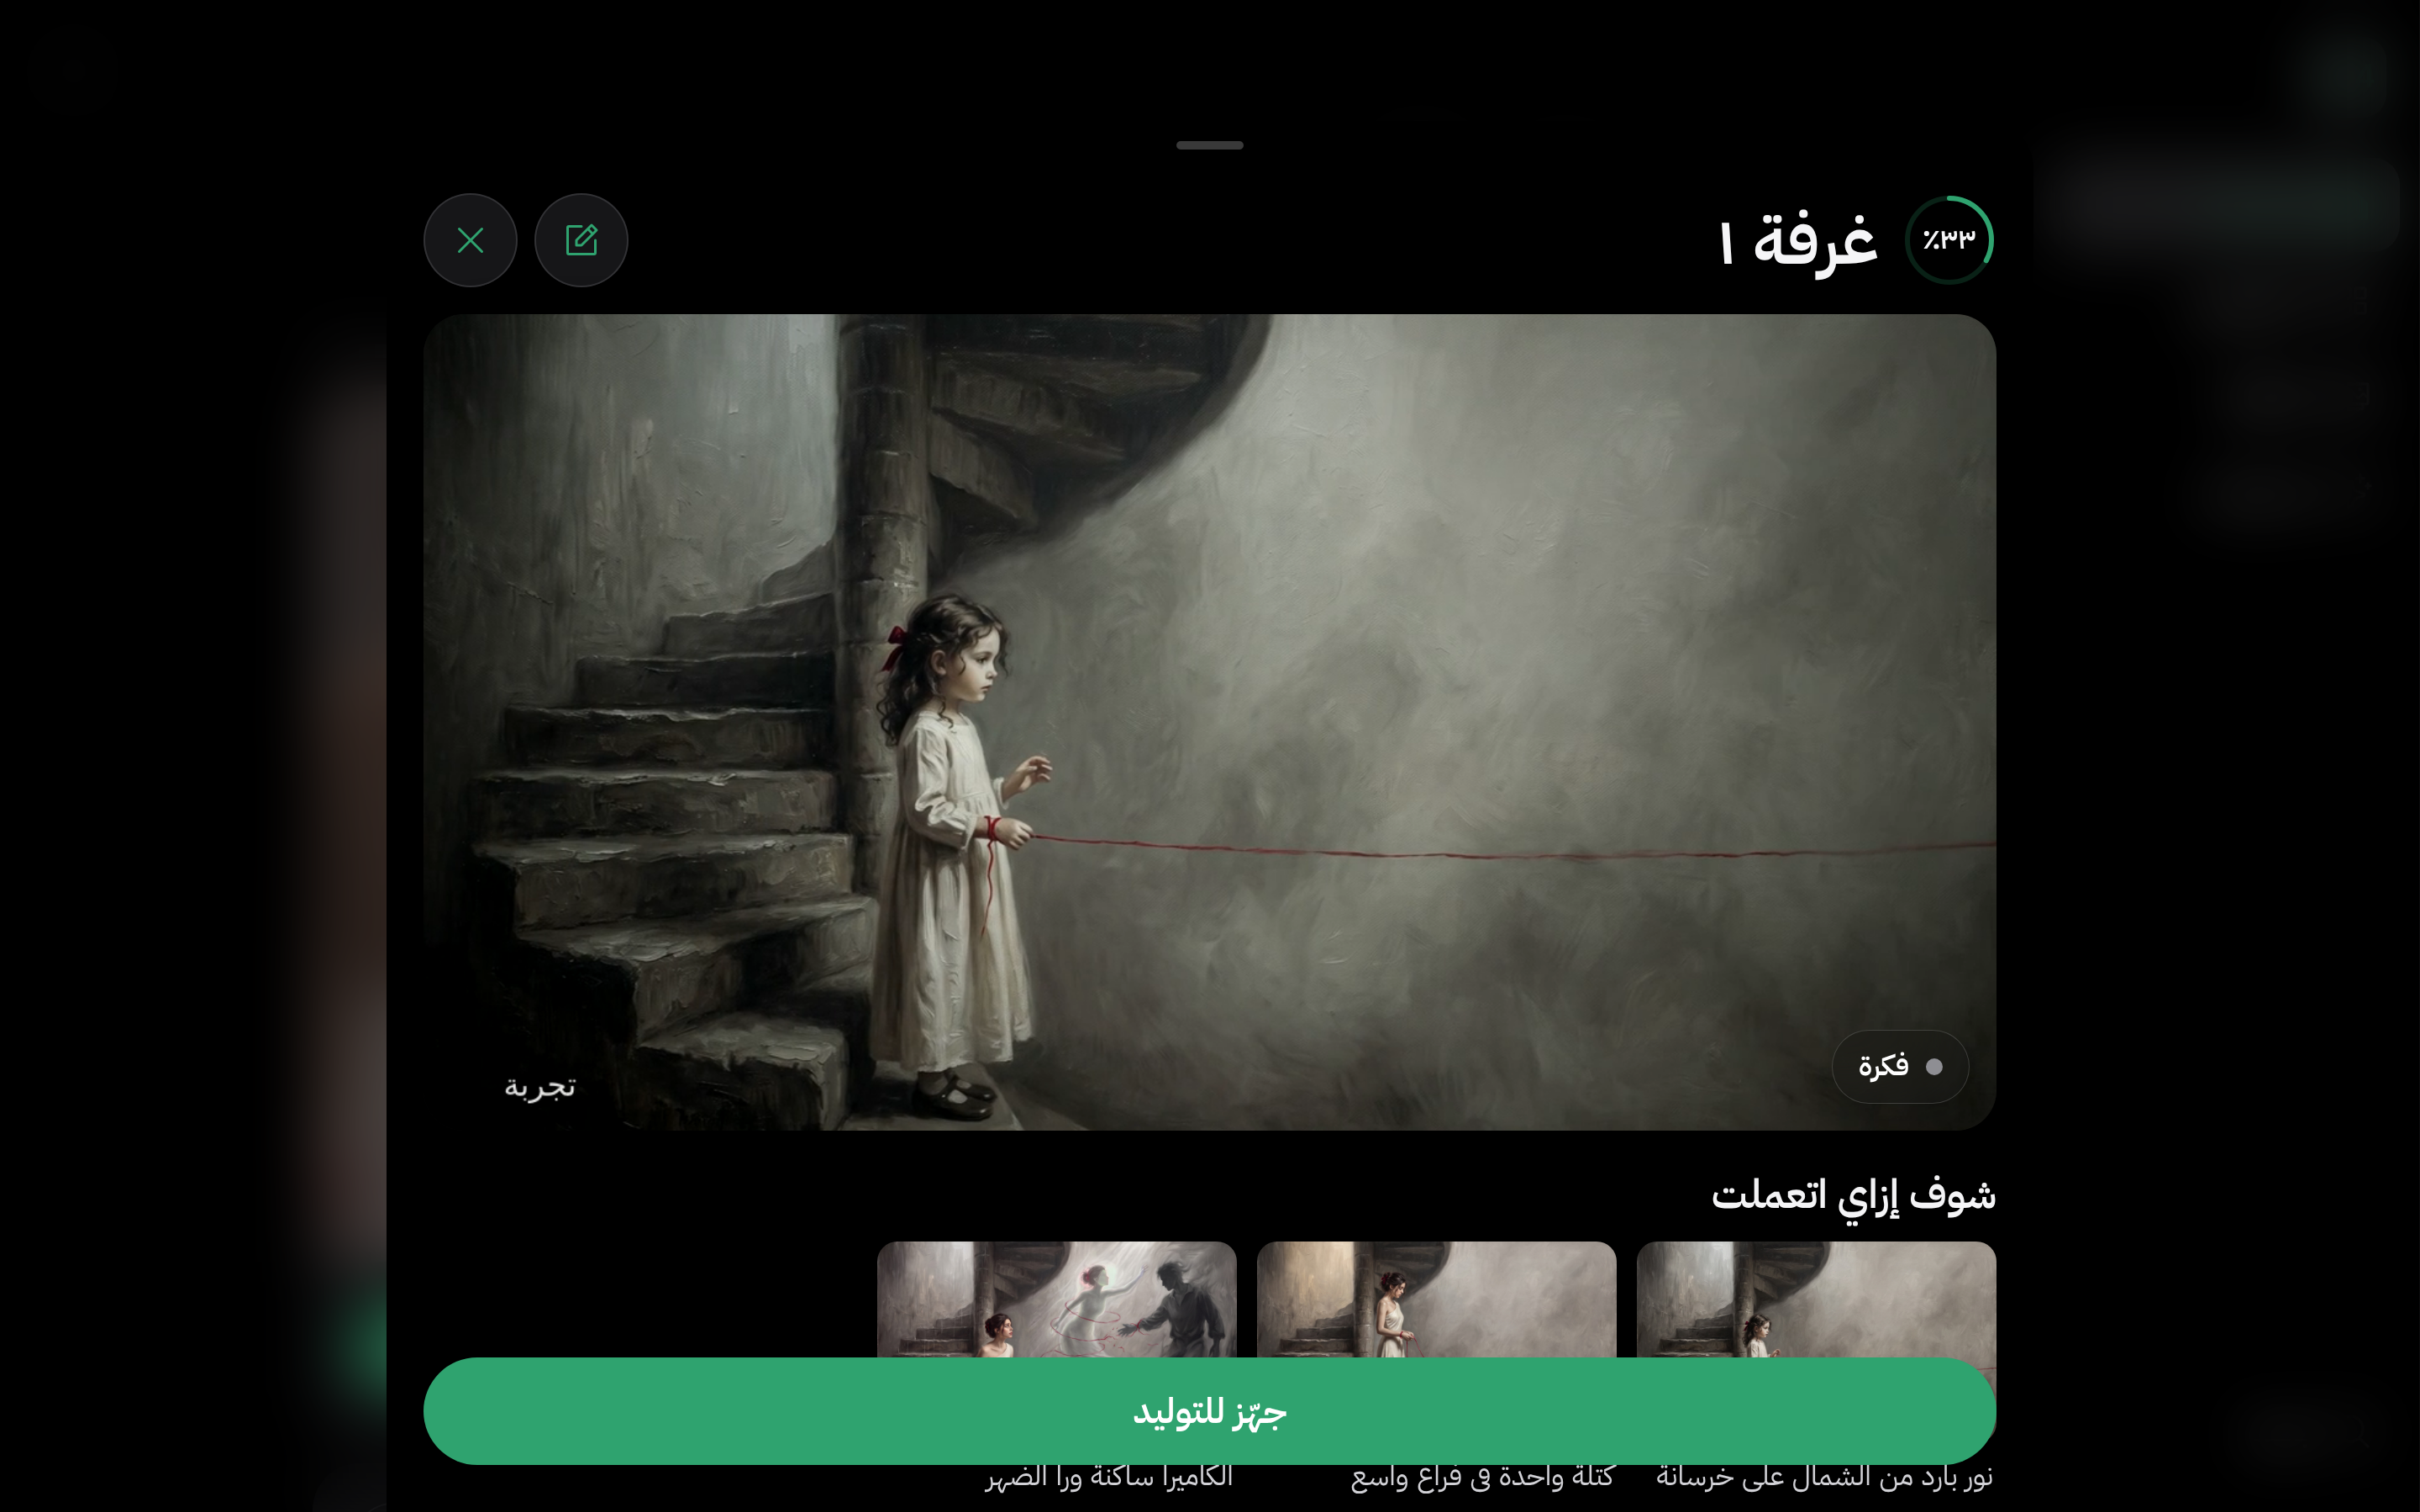 ٣٣٪
غرفة ١
فكرة
تجربة
شوف إزاي اتعملت
جهّز للتوليد
نور بارد من الشمال على خرسانة
كتلة واحدة في فراغ واسع
الكاميرا ساكنة ورا الضهر